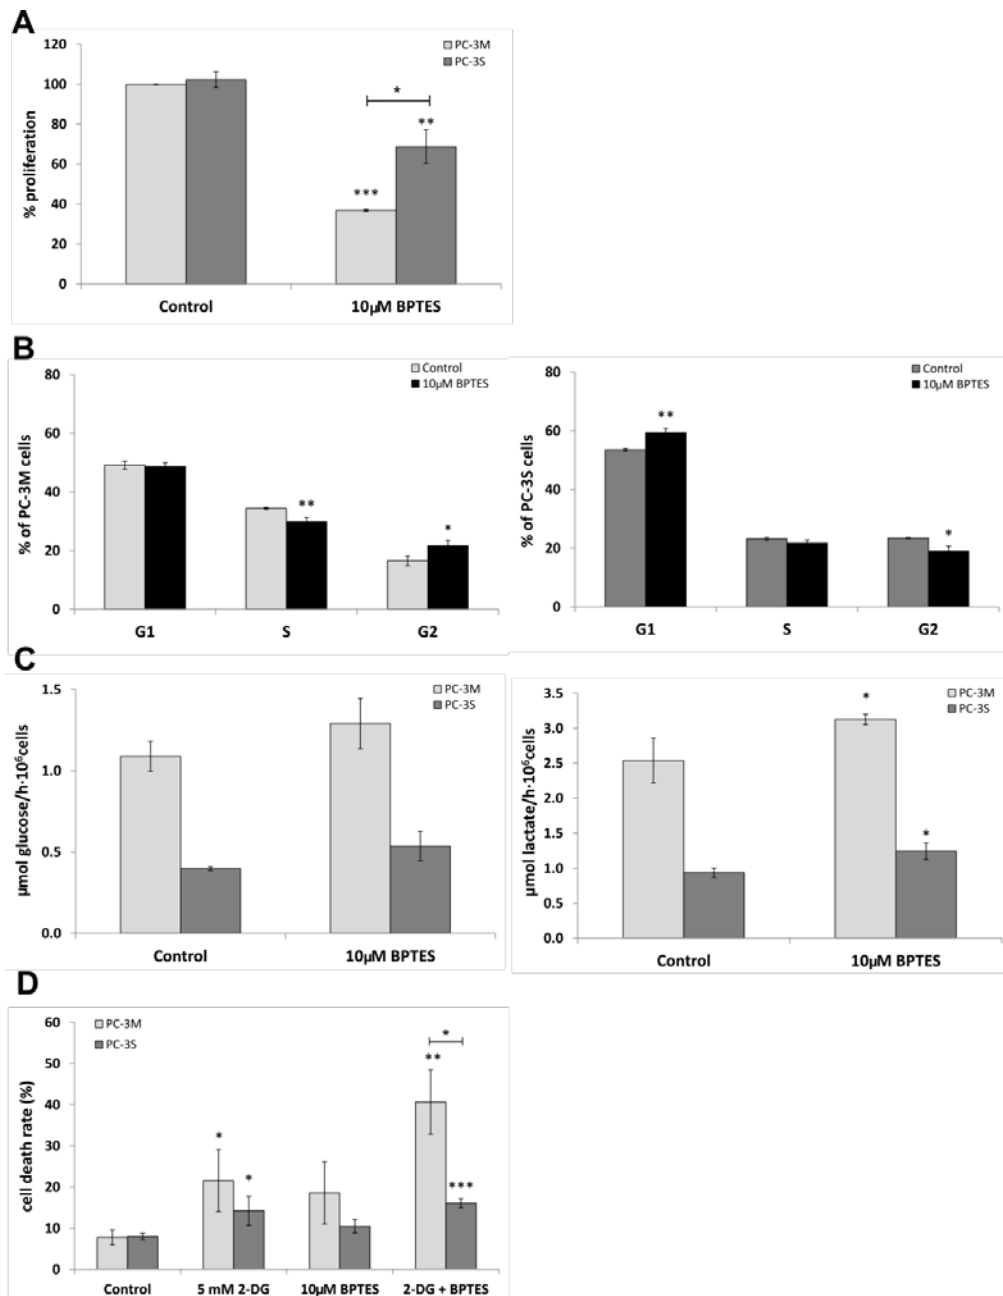 A
120
100
80
60
40
20
0
% proliferation
PC-3M
PC-3S
*
**
***
Control
10µM BPTES
B
80
60
40
20
0
% of PC-3M cells
Control
10µM BPTES
**
*
G1
S
G2
80
60
40
20
0
% of PC-3S cells
Control
10µM BPTES
**
*
G1
S
G2
C
1.5
1.0
0.5
0.0
µmol glucose/h·10⁶cells
PC-3M
PC-3S
Control
10µM BPTES
3.5
3.0
2.5
2.0
1.5
1.0
0.5
0.0
µmol lactate/h·10⁶cells
PC-3M
PC-3S
*
*
Control
10µM BPTES
D
60
50
40
30
20
10
0
cell death rate (%)
PC-3M
PC-3S
*
*
*
**
***
Control
5 mM 2-DG
10µM BPTES
2-DG + BPTES